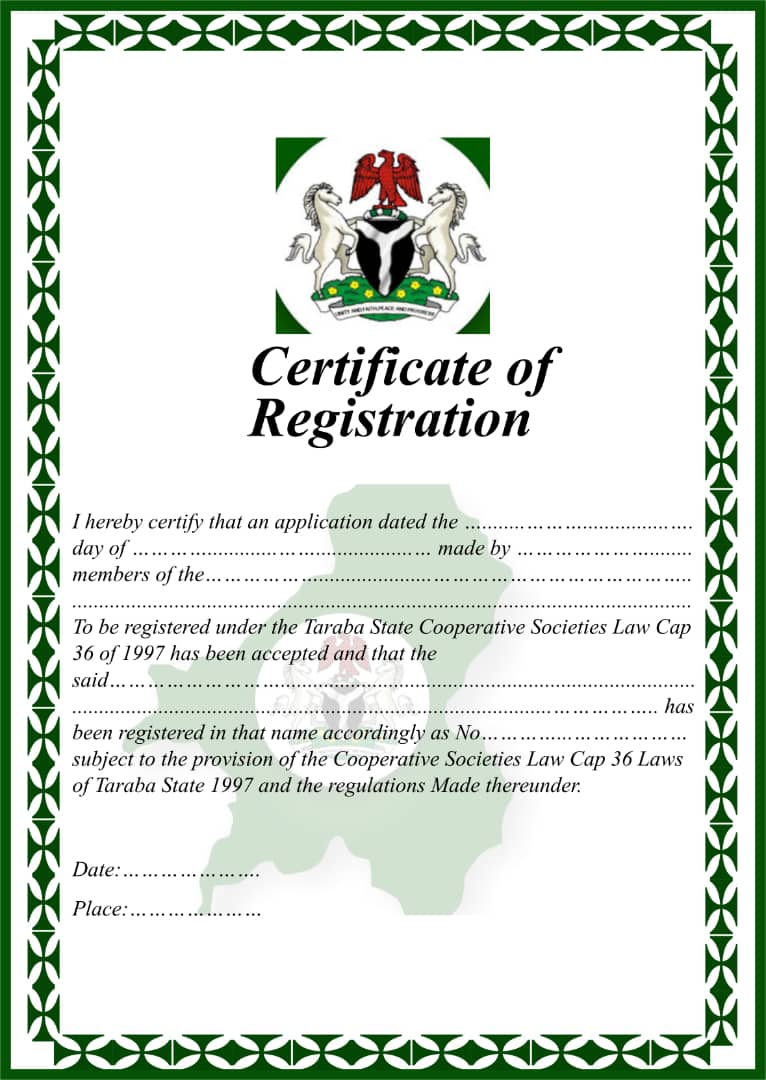 UNITY AND FAITH, PEACE AND PROGRESS
Certificate of
Registration
I hereby certify that an application dated the ..........................................
day of .................................................... made by ................................
members of the..........................................................................................
.....................................................................................................................
To be registered under the Taraba State Cooperative Societies Law Cap
36 of 1997 has been accepted and that the
said..............................................................................................................
............................................................................................................... has
been registered in that name accordingly as No.......................................
subject to the provision of the Cooperative Societies Law Cap 36 Laws
of Taraba State 1997 and the regulations Made thereunder.
Date:..........................
Place:.........................